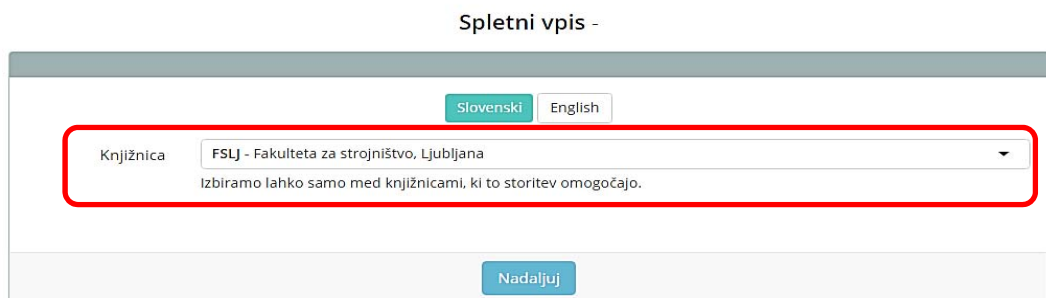 Spletni vpis -
Slovenski English
Knjižnica FSLJ - Fakulteta za strojništvo, Ljubljana
Izbiramo lahko samo med knjižnicami, ki to storitev omogočajo.
Nadaljuj